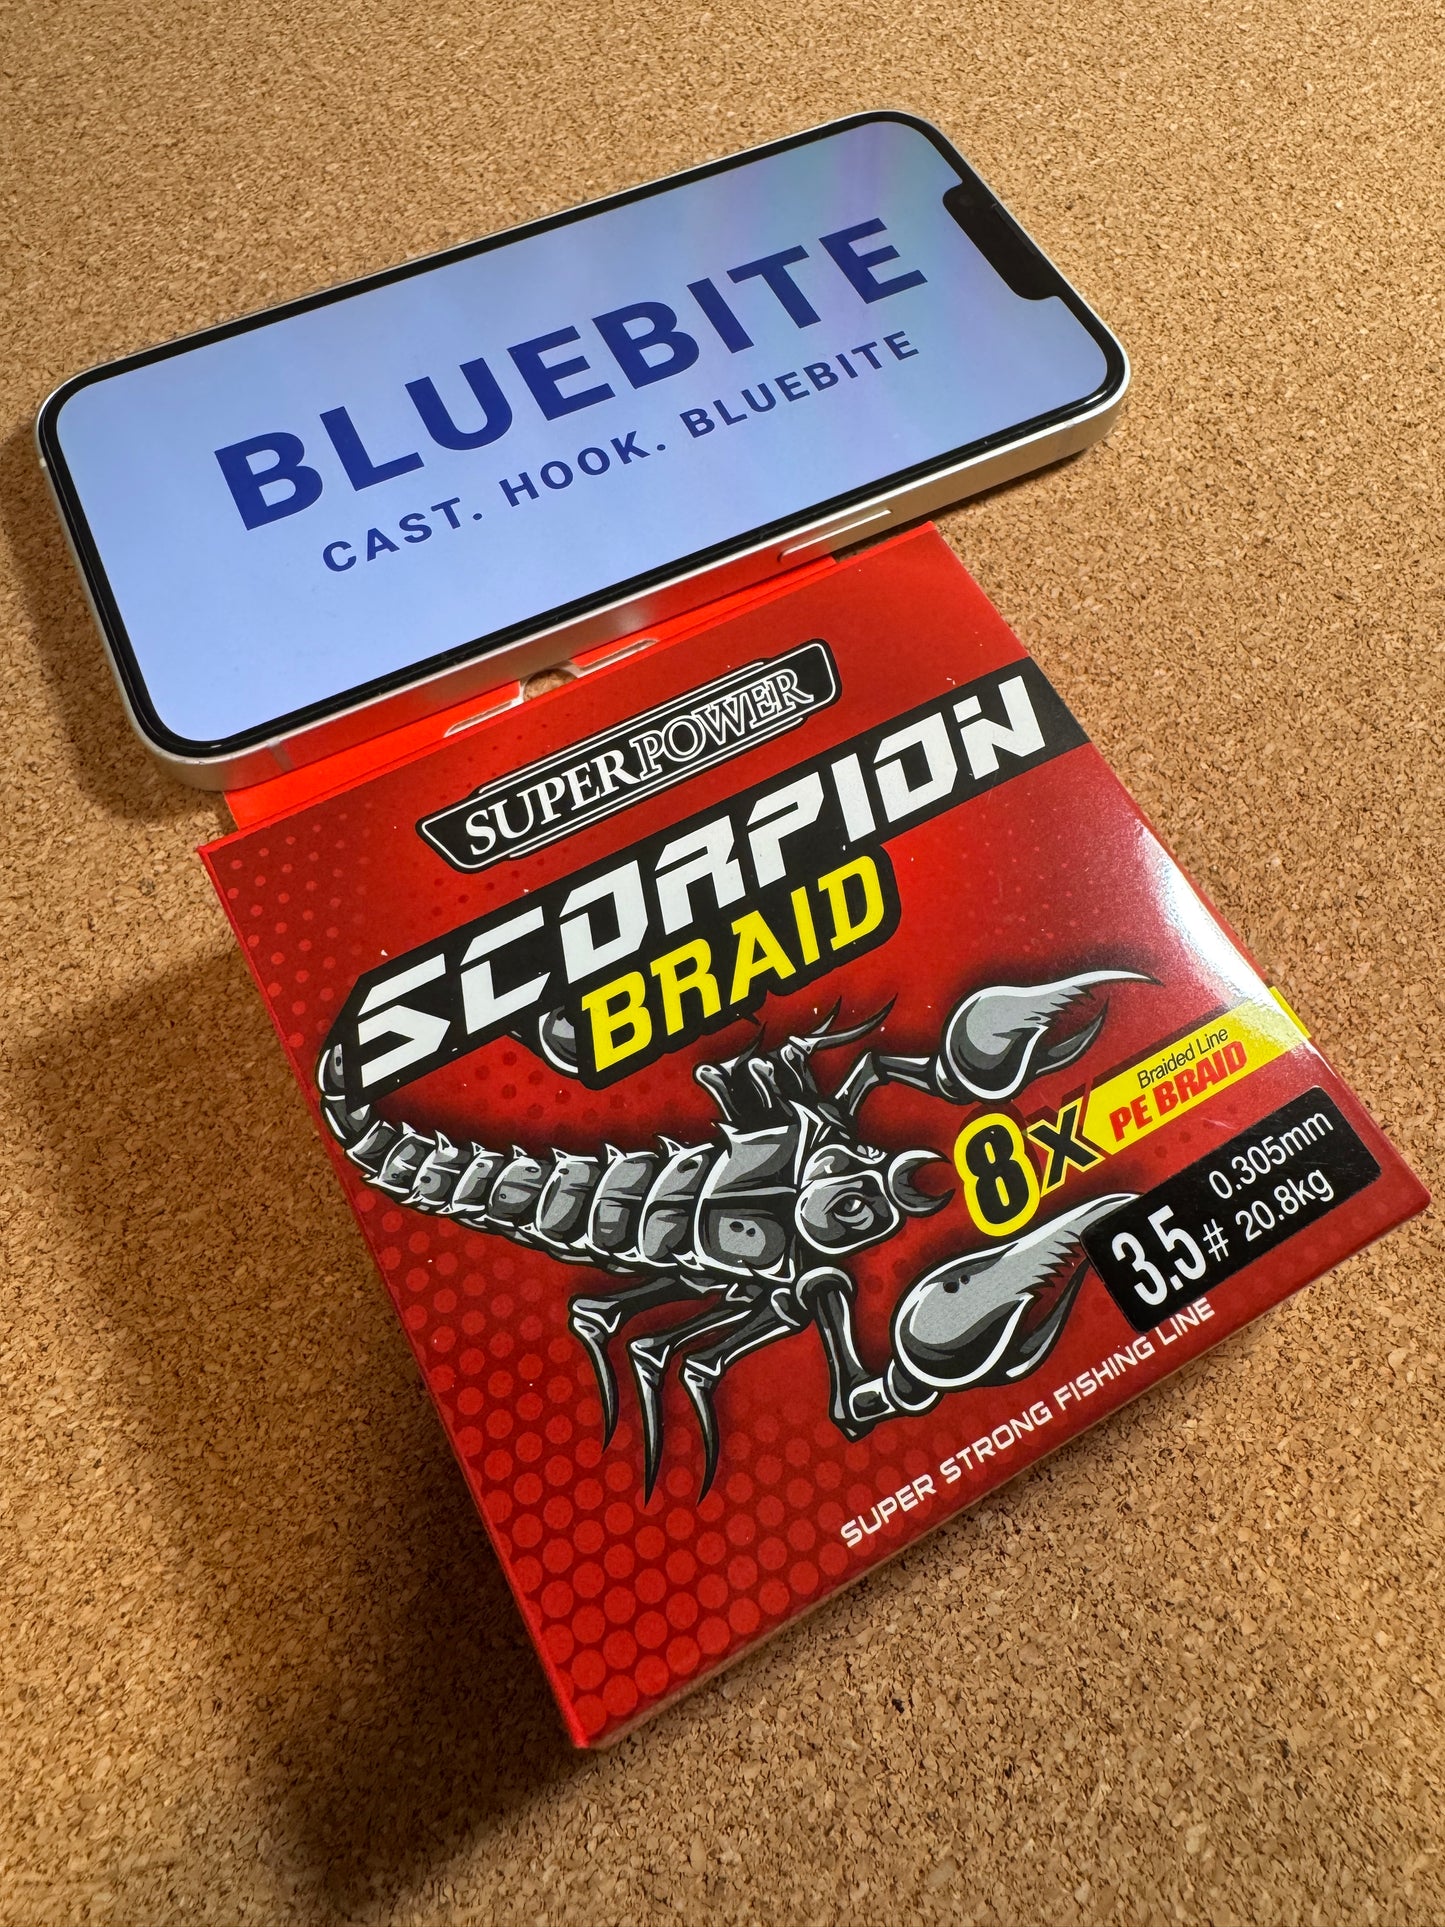 BLUEBITE
CAST. HOOK. BLUEBITE
SUPERPOWER
SCORPION
BRAID
8x
Braided Line
PE BRAID
3.5#
0.305mm
20.8kg
SUPER STRONG FISHING LINE